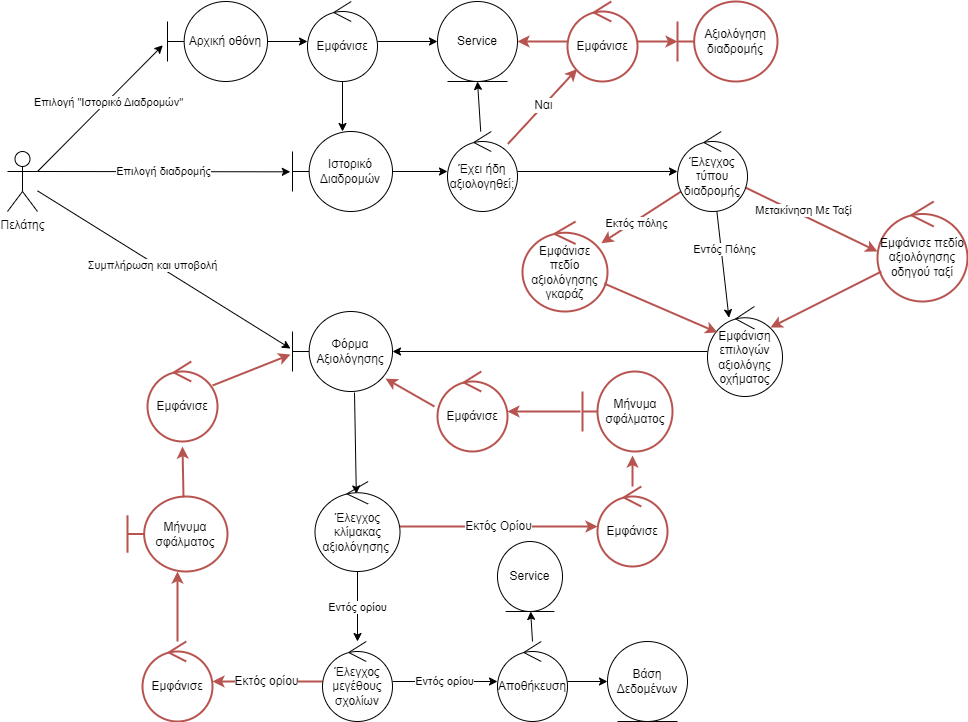 Αρχική οθόνη
Εμφάνισε
Service
Εμφάνισε
Αξιολόγηση
διαδρομής
Επιλογή "Ιστορικό Διαδρομών"
Ναι
Πελάτης
Επιλογή διαδρομής
Ιστορικό
Διαδρομών
Έχει ήδη
αξιολογηθεί;
Έλεγχος
τύπου
διαδρομής
Εκτός πόλης
Μετακίνηση Με Ταξί
Εντός Πόλης
Εμφάνισε
πεδίο
αξιολόγησης
γκαράζ
Εμφάνισε πεδίο
αξιολόγησης
οδηγού ταξί
Συμπλήρωση και υποβολή
Φόρμα
Αξιολόγησης
Εμφάνιση
επιλογών
αξιολόγης
οχήματος
Εμφάνισε
Εμφάνισε
Μήνυμα
σφάλματος
Μήνυμα
σφάλματος
Έλεγχος
κλίμακας
αξιολόγησης
Εκτός Ορίου
Εμφάνισε
Εντός ορίου
Service
Εμφάνισε
Εκτός ορίου
Έλεγχος
μεγέθους
σχολίων
Εντός ορίου
Αποθήκευση
Βάση
Δεδομένων